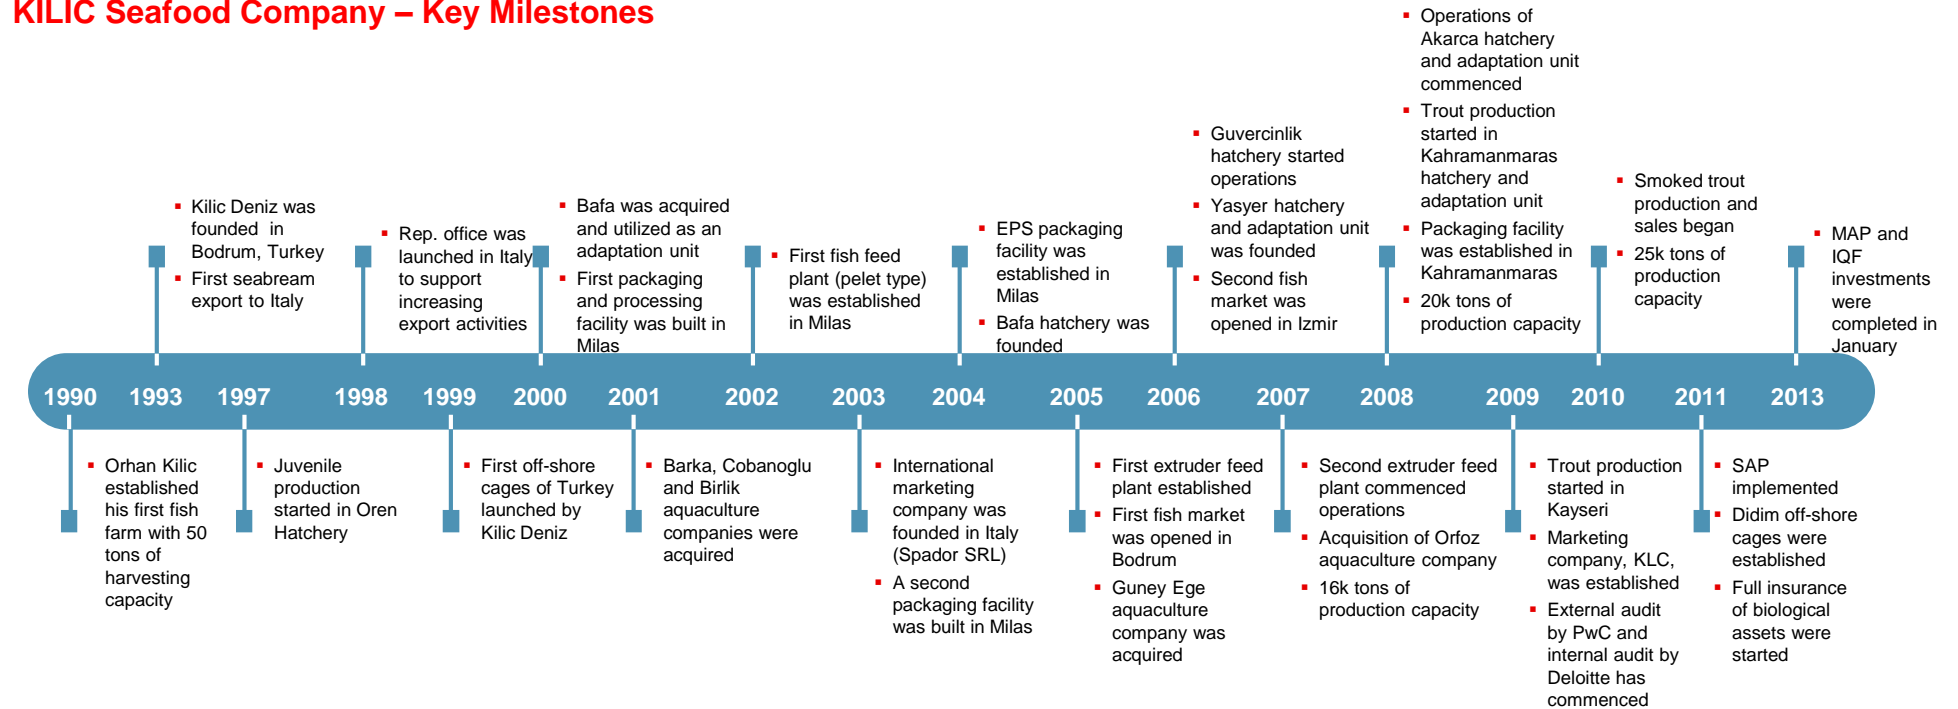 KILIC Seafood Company – Key Milestones
▪ Kilic Deniz was
founded in
Bodrum, Turkey
▪ First seabream
export to Italy
▪ Rep. office was
launched in Italy
to support
increasing
export activities
▪ Bafa was acquired
and utilized as an
adaptation unit
▪ First packaging
and processing
facility was built in
Milas
▪ First fish feed
plant (pelet type)
was established
in Milas
▪ EPS packaging
facility was
established in
Milas
▪ Bafa hatchery was
founded
▪ Guvercinlik
hatchery started
operations
▪ Yasyer hatchery
and adaptation unit
was founded
▪ Second fish
market was
opened in Izmir
▪ Operations of
Akarca hatchery
and adaptation unit
commenced
▪ Trout production
started in
Kahramanmaras
hatchery and
adaptation unit
▪ Packaging facility
was established in
Kahramanmaras
▪ 20k tons of
production capacity
▪ Smoked trout
production and
sales began
▪ 25k tons of
production
capacity
▪ MAP and
IQF
investments
were
completed in
January
1990 1993 1997 1998 1999 2000 2001 2002 2003 2004 2005 2006 2007 2008 2009 2010 2011 2013
▪ Orhan Kilic
established
his first fish
farm with 50
tons of
harvesting
capacity
▪ Juvenile
production
started in Oren
Hatchery
▪ First off-shore
cages of Turkey
launched by
Kilic Deniz
▪ Barka, Cobanoglu
and Birlik
aquaculture
companies were
acquired
▪ International
marketing
company was
founded in Italy
(Spador SRL)
▪ A second
packaging facility
was built in Milas
▪ First extruder feed
plant established
▪ First fish market
was opened in
Bodrum
▪ Guney Ege
aquaculture
company was
acquired
▪ Second extruder feed
plant commenced
operations
▪ Acquisition of Orfoz
aquaculture company
▪ 16k tons of
production capacity
▪ Trout production
started in
Kayseri
▪ Marketing
company, KLC,
was established
▪ External audit
by PwC and
internal audit by
Deloitte has
commenced
▪ SAP
implemented
▪ Didim off-shore
cages were
established
▪ Full insurance
of biological
assets were
started